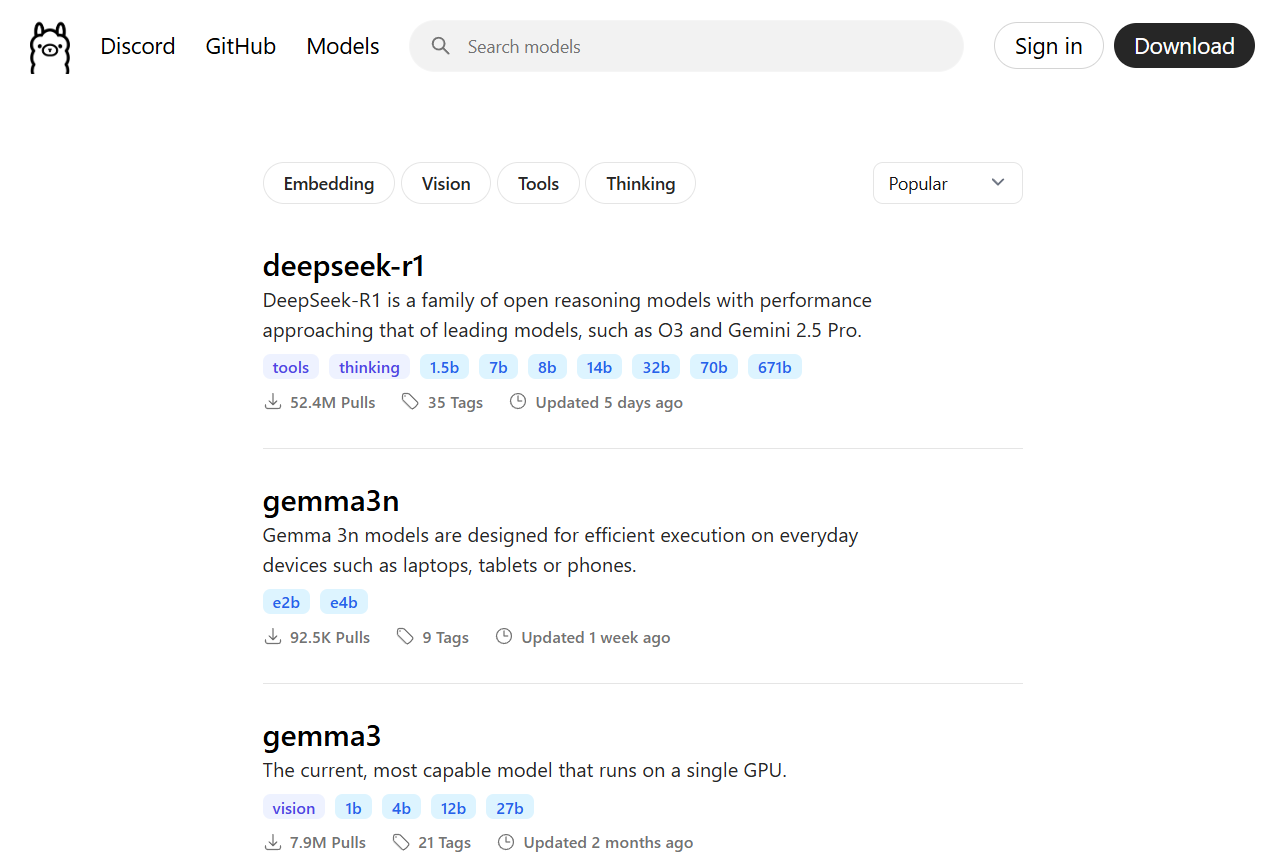 Discord GitHub Models Search models Sign in Download
Embedding Vision Tools Thinking Popular
deepseek-r1
DeepSeek-R1 is a family of open reasoning models with performance
approaching that of leading models, such as O3 and Gemini 2.5 Pro.
tools thinking 1.5b 7b 8b 14b 32b 70b 671b
52.4M Pulls 35 Tags Updated 5 days ago
gemma3n
Gemma 3n models are designed for efficient execution on everyday
devices such as laptops, tablets or phones.
e2b e4b
92.5K Pulls 9 Tags Updated 1 week ago
gemma3
The current, most capable model that runs on a single GPU.
vision 1b 4b 12b 27b
7.9M Pulls 21 Tags Updated 2 months ago